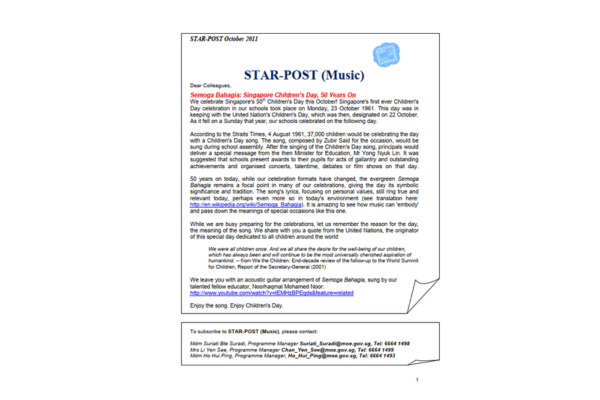 STAR-POST October 2011
STAR-POST (Music)
Dear Colleagues,
Semoga Bahagia: Singapore Children's Day, 50 Years On
We celebrate Singapore's 50th Children's Day this October! Singapore's first ever Children's
Day celebration in our schools took place on Monday, 23 October 1961. This day was in
keeping with the United Nation's Children's Day, which was then, designated on 22 October.
As it fell on a Sunday that year, our schools celebrated on the following day.
According to the Straits Times, 4 August 1961, 37,000 children would be celebrating the day
with a Children's Day song. The song, composed by Zubir Said for the occasion, would be
sung during school assembly. After the singing of the Children's Day song, principals would
deliver a special message from the then Minister for Education, Mr Yong Nyuk Lin. It was
suggested that schools present awards to their pupils for acts of gallantry and outstanding
achievements and organised concerts, talentime, debates or film shows on that day.
50 years on today, while our celebration formats have changed, the evergreen Semoga
Bahagia remains a focal point in many of our celebrations, giving the day its symbolic
significance and tradition. The song's lyrics, focusing on personal values, still ring true and
relevant today, perhaps even more so in today's environment (see translation here:
http://en.wikipedia.org/wiki/Semoga_Bahagia). It is amazing to see how music can 'embody'
and pass down the meanings of special occasions like this one.
While we are busy preparing for the celebrations, let us remember the reason for the day,
the meaning of the song. We share with you a quote from the United Nations, the originator
of this special day dedicated to all children around the world:
We were all children once. And we all share the desire for the well-being of our children,
which has always been and will continue to be the most universally cherished aspiration of
humankind. – from We the Children: End-decade review of the follow-up to the World Summit
for Children, Report of the Secretary-General (2001)
We leave you with an acoustic guitar arrangement of Semoga Bahagia, sung by our
talented fellow educator, Noorhaqmal Mohamed Noor:
Enjoy the song. Enjoy Children's Day.
To subscribe to STAR-POST (Music), please contact:
Mdm Suriati Bte Suradi, Programme Manager Suriati_Suradi@moe.gov.sg, Tel: 6664 1498
Mrs Li Yen See, Programme Manager Chan_Yen_See@moe.gov.sg, Tel: 6664 1499
Mdm Ho Hui Ping, Programme Manager, Ho_Hui_Ping@moe.gov.sg, Tel: 6664 1493
1